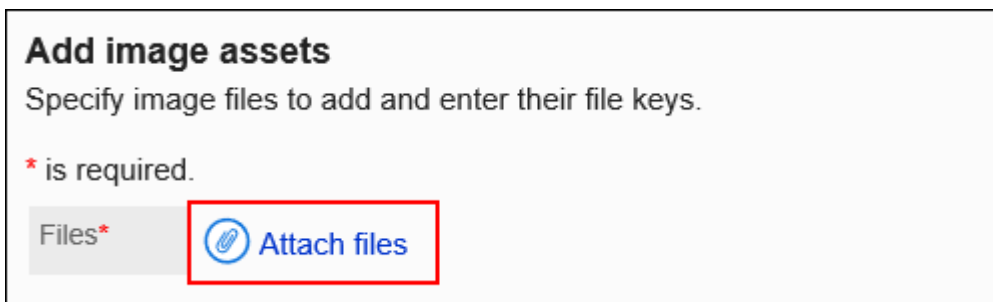 Add image assets
Specify image files to add and enter their file keys.
* is required.
Files* Attach files